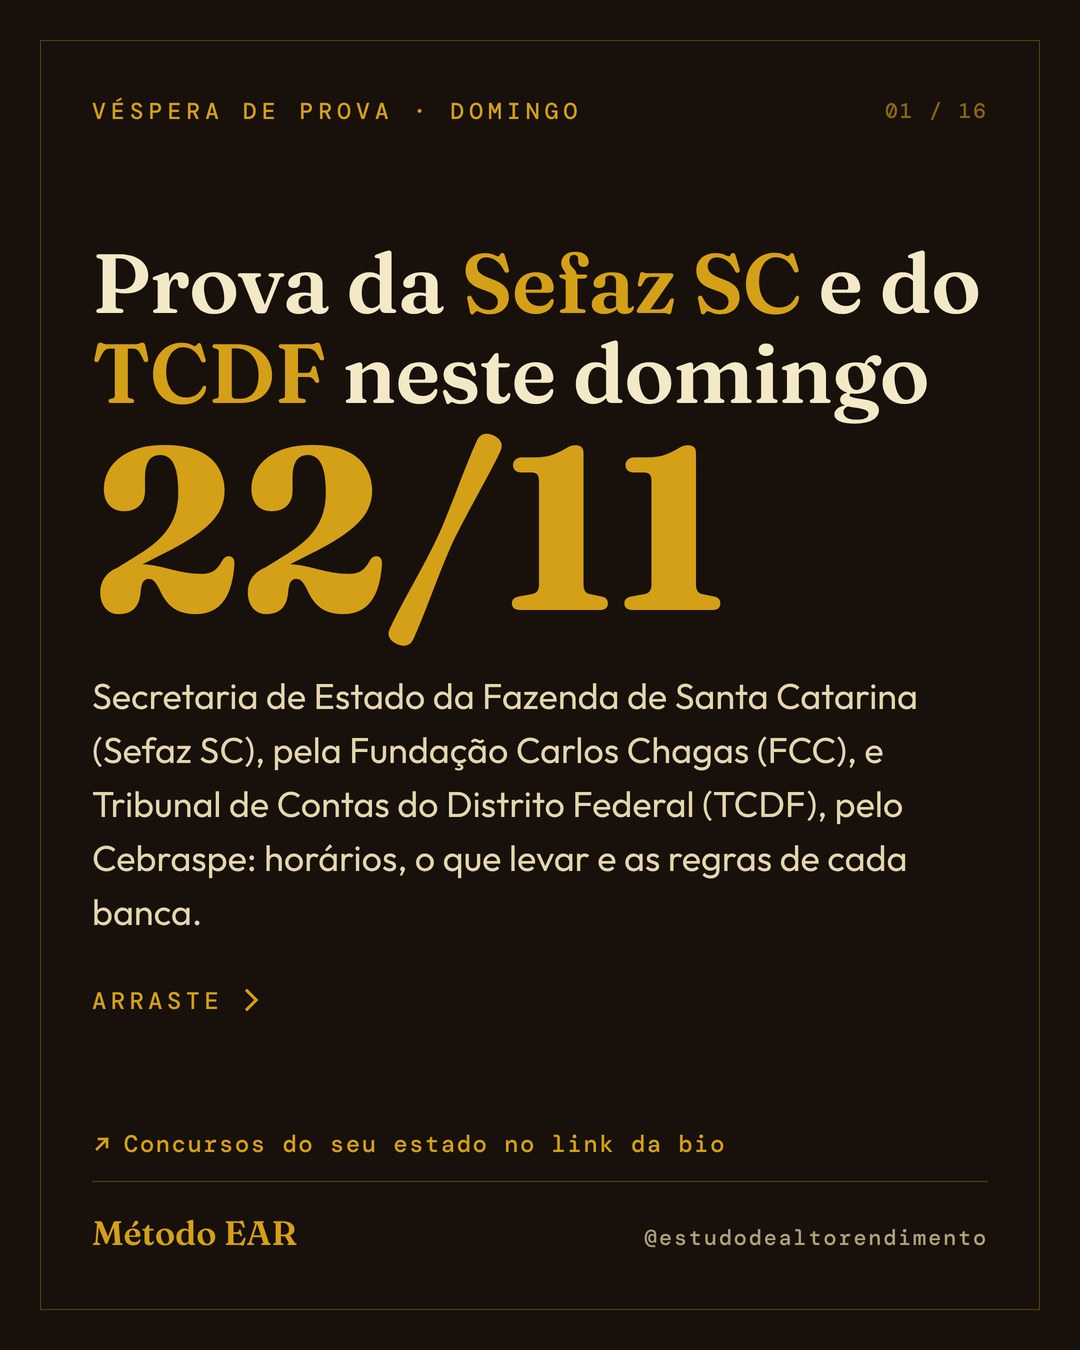 VÉSPERA DE PROVA · DOMINGO
01 / 16
Prova da Sefaz SC e do
TCDF neste domingo
22/11
Secretaria de Estado da Fazenda de Santa Catarina
(Sefaz SC), pela Fundação Carlos Chagas (FCC), e
Tribunal de Contas do Distrito Federal (TCDF), pelo
Cebraspe: horários, o que levar e as regras de cada
banca.
ARRASTE >
↗ Concursos do seu estado no link da bio
Método EAR
@estudodealtorendimento